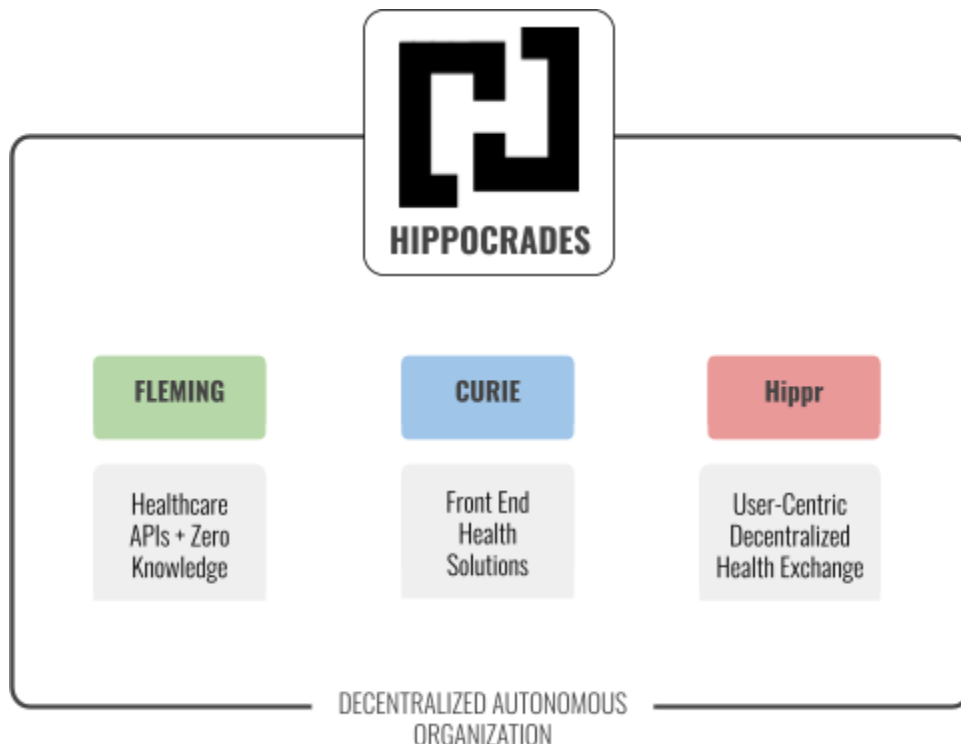 HIPPOCRADES
FLEMING
Healthcare
APIs + Zero
Knowledge
CURIE
Front End
Health
Solutions
Hippr
User-Centric
Decentralized
Health Exchange
DECENTRALIZED AUTONOMOUS
ORGANIZATION